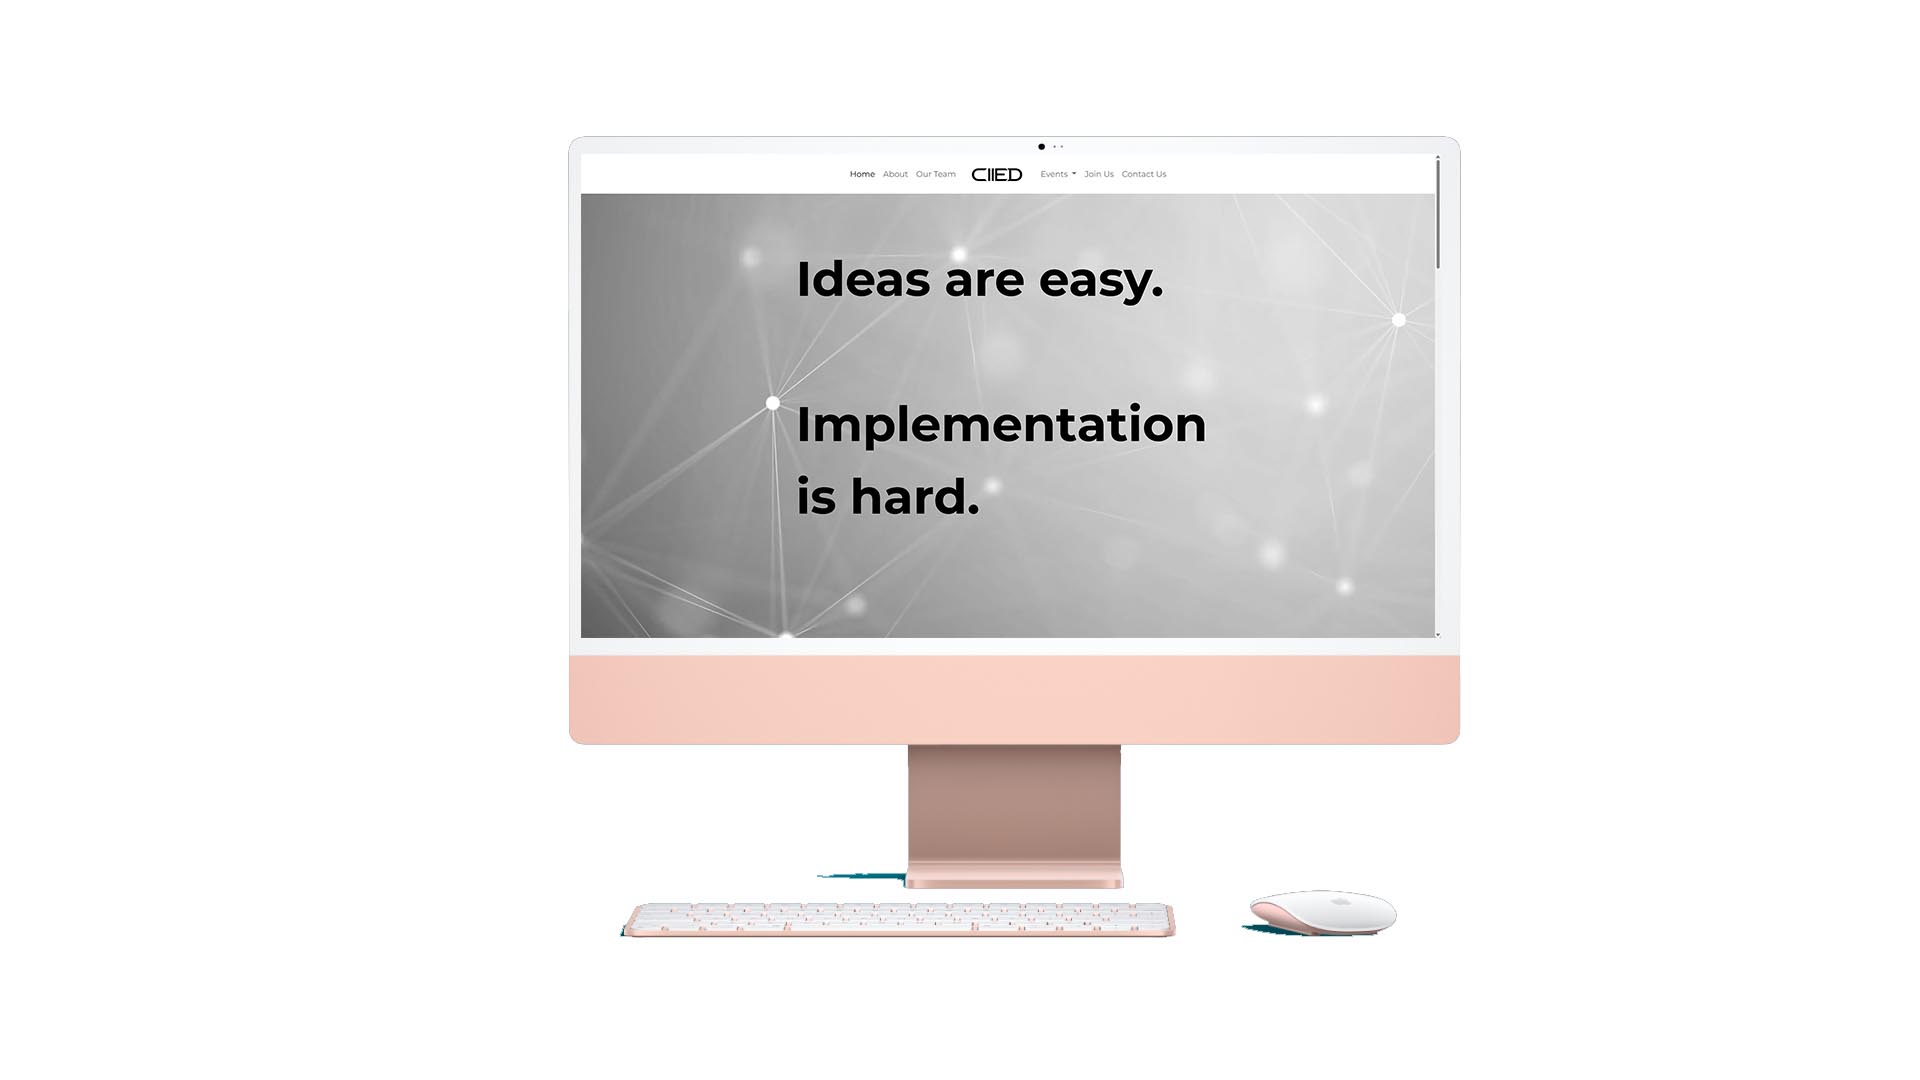 Home About Our Team CIIED Events Join Us Contact Us
Ideas are easy.
Implementation
is hard.